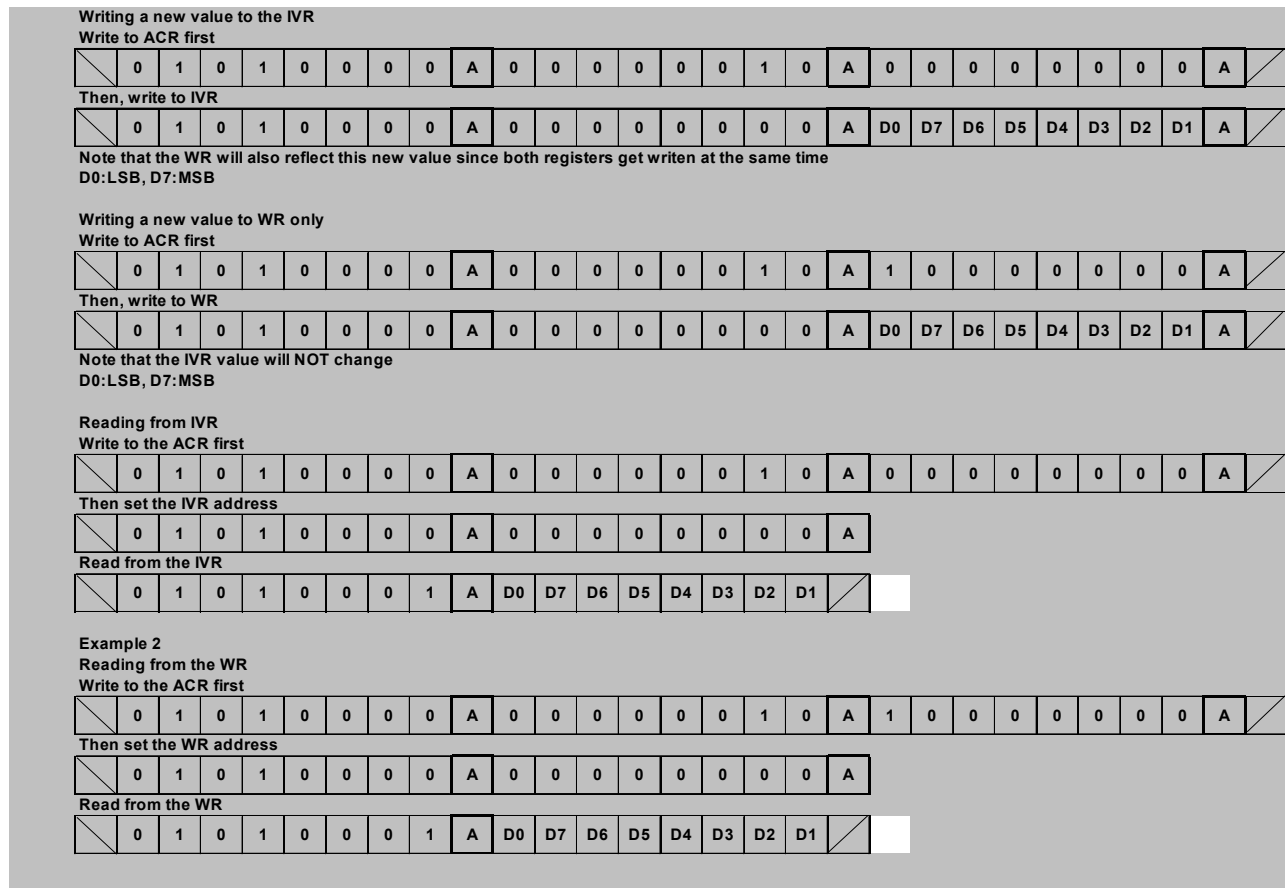 Writing a new value to the IVR
Write to ACR first
0 1 0 1 0 0 0 0 A 0 0 0 0 0 0 1 0 A 0 0 0 0 0 0 0 0 A
Then, write to IVR
0 1 0 1 0 0 0 0 A 0 0 0 0 0 0 0 0 A D0 D7 D6 D5 D4 D3 D2 D1 A
Note that the WR will also reflect this new value since both registers get writen at the same time
D0:LSB, D7:MSB
Writing a new value to WR only
Write to ACR first
0 1 0 1 0 0 0 0 A 0 0 0 0 0 0 1 0 A 1 0 0 0 0 0 0 0 A
Then, write to WR
0 1 0 1 0 0 0 0 A 0 0 0 0 0 0 0 0 A D0 D7 D6 D5 D4 D3 D2 D1 A
Note that the IVR value will NOT change
D0:LSB, D7:MSB
Reading from IVR
Write to the ACR first
0 1 0 1 0 0 0 0 A 0 0 0 0 0 0 1 0 A 0 0 0 0 0 0 0 0 A
Then set the IVR address
0 1 0 1 0 0 0 0 A 0 0 0 0 0 0 0 0 A
Read from the IVR
0 1 0 1 0 0 0 1 A D0 D7 D6 D5 D4 D3 D2 D1
Example 2
Reading from the WR
Write to the ACR first
0 1 0 1 0 0 0 0 A 0 0 0 0 0 0 1 0 A 1 0 0 0 0 0 0 0 A
Then set the WR address
0 1 0 1 0 0 0 0 A 0 0 0 0 0 0 0 0 A
Read from the WR
0 1 0 1 0 0 0 1 A D0 D7 D6 D5 D4 D3 D2 D1